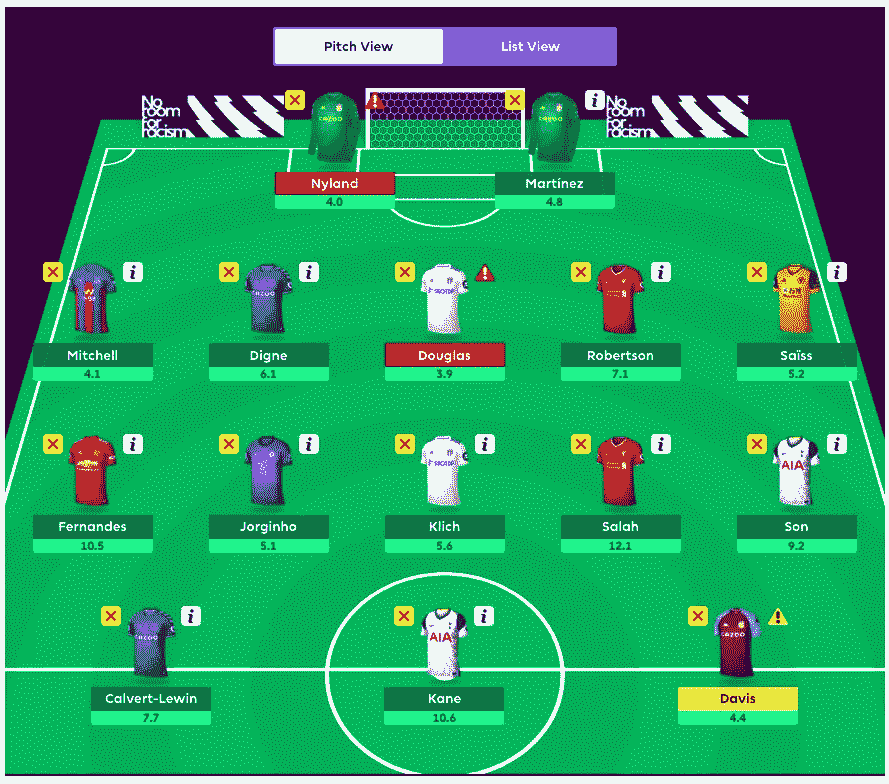 Pitch View
List View
No room for racism
No room for racism
Nyland
4.0
Martínez
4.8
Mitchell
4.1
Digne
6.1
Douglas
3.9
Robertson
7.1
Saïss
5.2
Fernandes
10.5
Jorginho
5.1
Klich
5.6
Salah
12.1
AIA
Son
9.2
Calvert-Lewin
7.7
AIA
Kane
10.6
Davis
4.4